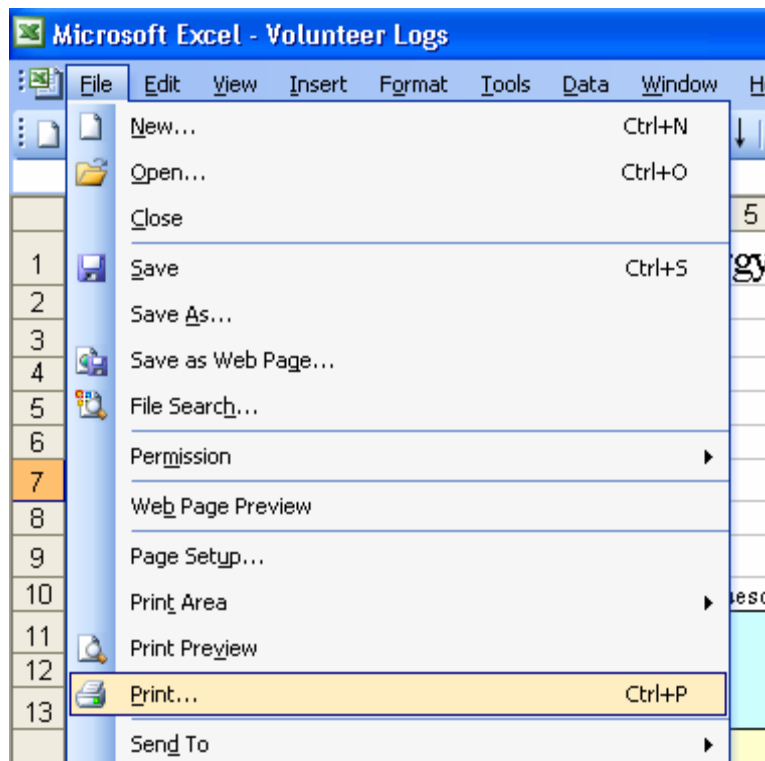 Microsoft Excel - Volunteer Logs
File Edit View Insert Format Tools Data Window
New... Ctrl+N
Open... Ctrl+O
Close
5
1 Save Ctrl+S
2 Save As...
3
4 Save as Web Page...
5 File Search...
6
Permission
7
8 Web Page Preview
9 Page Setup...
10 Print Area
11 Print Preview
12
13 Print... Ctrl+P
Send To